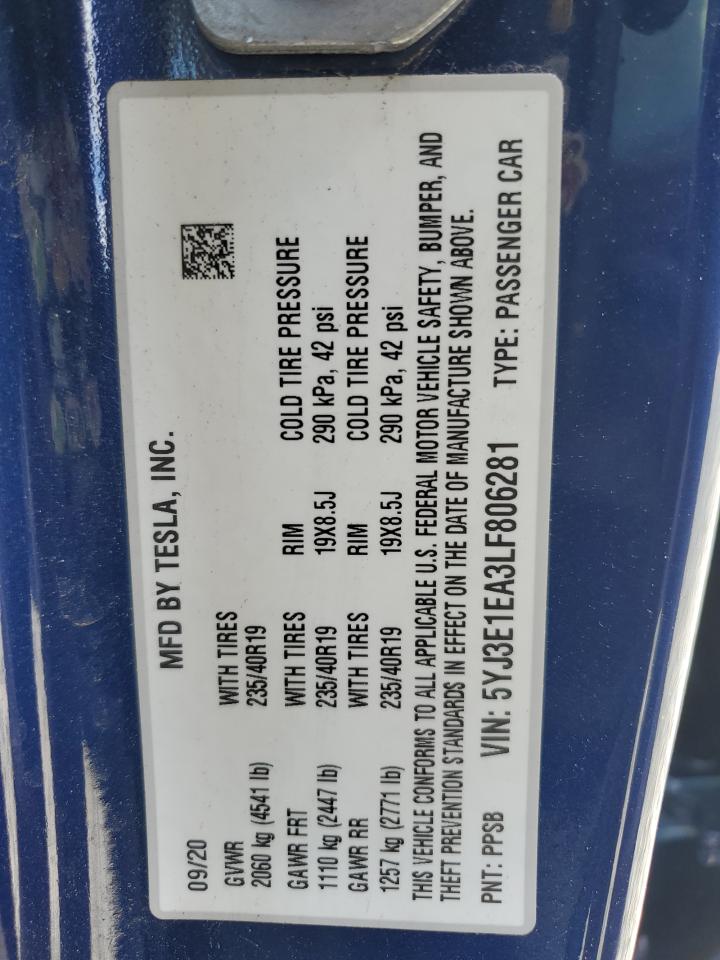 MFD BY TESLA, INC.
09/20
GVWR WITH TIRES
2060 kg (4541 lb) 235/40R19
GAWR FRT WITH TIRES RIM COLD TIRE PRESSURE
1110 kg (2447 lb) 235/40R19 19X8.5J 290 kPa, 42 psi
GAWR RR WITH TIRES RIM COLD TIRE PRESSURE
1257 kg (2771 lb) 235/40R19 19X8.5J 290 kPa, 42 psi
THIS VEHICLE CONFORMS TO ALL APPLICABLE U.S. FEDERAL MOTOR VEHICLE SAFETY, BUMPER, AND
THEFT PREVENTION STANDARDS IN EFFECT ON THE DATE OF MANUFACTURE SHOWN ABOVE.
PNT: PPSB VIN: 5YJ3E1EA3LF806281 TYPE: PASSENGER CAR